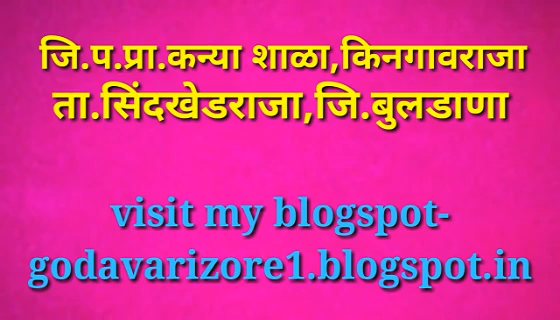 जि.प.प्रा.कन्या शाळा,किनगावराजा
ता.सिंदखेडराजा,जि.बुलडाणा
visit my blogspot-
godavarizore1.blogspot.in